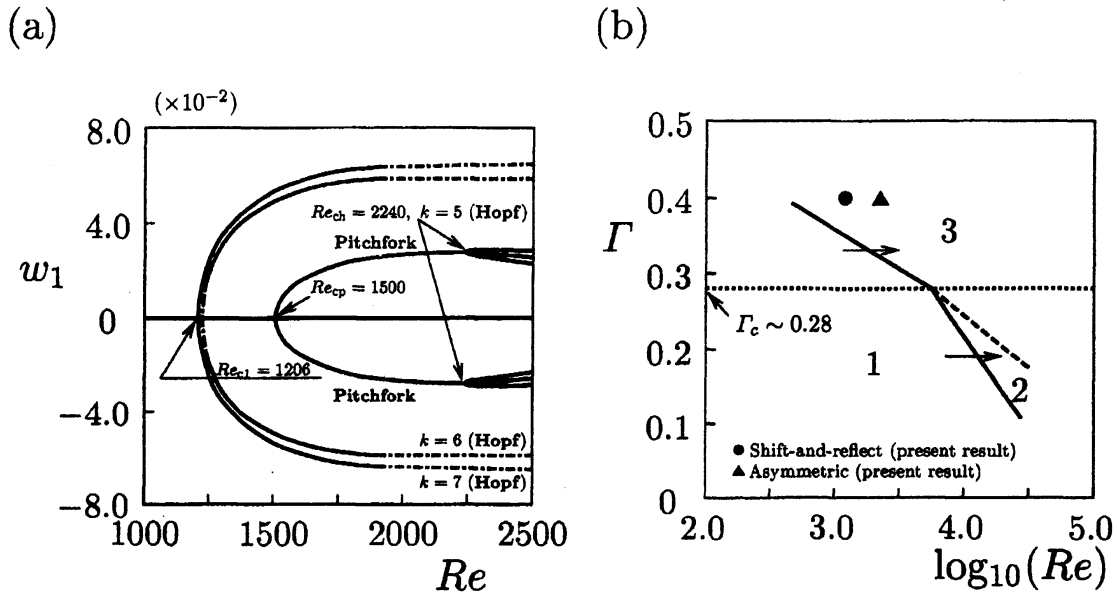 (a)
(×10⁻²)
8.0
4.0
0
−4.0
−8.0
w₁
1000
1500
2000
2500
Re
Re_ch = 2240, k = 5 (Hopf)
Pitchfork
Re_cp = 1500
Re_c1 = 1206
Pitchfork
k = 6 (Hopf)
k = 7 (Hopf)
(b)
0.5
0.4
0.3
0.2
0.1
0
Γ
3
Γ_c ∼ 0.28
1
2
● Shift-and-reflect (present result)
▲ Asymmetric (present result)
2.0
3.0
4.0
5.0
log₁₀(Re)